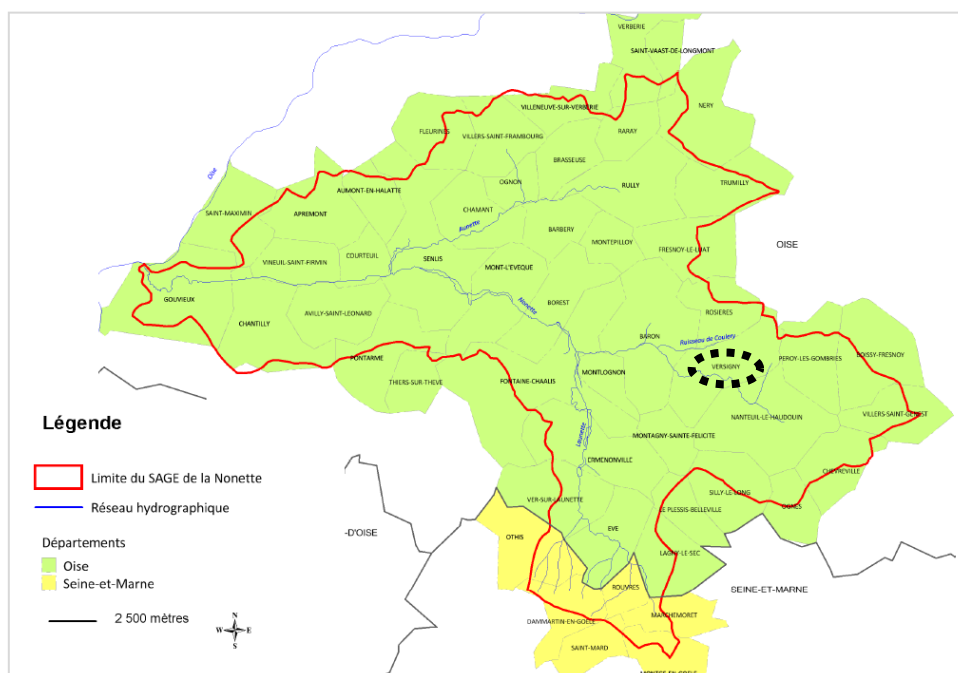 VERBERIE
SAINT-VAAST-DE-LONGMONT
NERY
VILLENEUVE-SUR-VERBERIE
FLEURINES
VILLERS-SAINT-FRAMBOURG
RARAY
BRASSEUSE
Oise
AUMONT-EN-HALATTE
OGNON
RULLY
TRUMILLY
SAINT-MAXIMIN
APREMONT
CHAMANT
Aunette
BARBERY
MONTEPILLOY
FRESNOY-LE-LUAT
OISE
VINEUIL-SAINT-FIRMIN
COURTEUIL
SENLIS
MONT-L'EVEQUE
GOUVIEUX
CHANTILLY
AVILLY-SAINT-LEONARD
Nonette
BOREST
ROSIERES
BARON
Ruisseau de Coulery
PONTARME
PEROY-LES-GOMBRIES
BOISSY-FRESNOY
VERSIGNY
THIERS-SUR-THEVE
FONTAINE-CHAALIS
MONTLOGNON
NANTEUIL-LE-HAUDOUIN
VILLERS-SAINT-GENEST
Légende
Launette
MONTAGNY-SAINTE-FELICITE
ERMENONVILLE
CHEVREVILLE
Limite du SAGE de la Nonette
SILLY-LE-LONG
OGNES
VER-SUR-LAUNETTE
LE PLESSIS-BELLEVILLE
Réseau hydrographique
-D'OISE
OTHIS
EVE
LAGNY-LE-SEC
Départements
Oise
Seine-et-Marne
ROUVRES
SEINE-ET-MARNE
2 500 mètres
N
W E
S
DAMMARTIN-EN-GOELE
MARCHEMORET
SAINT-MARD